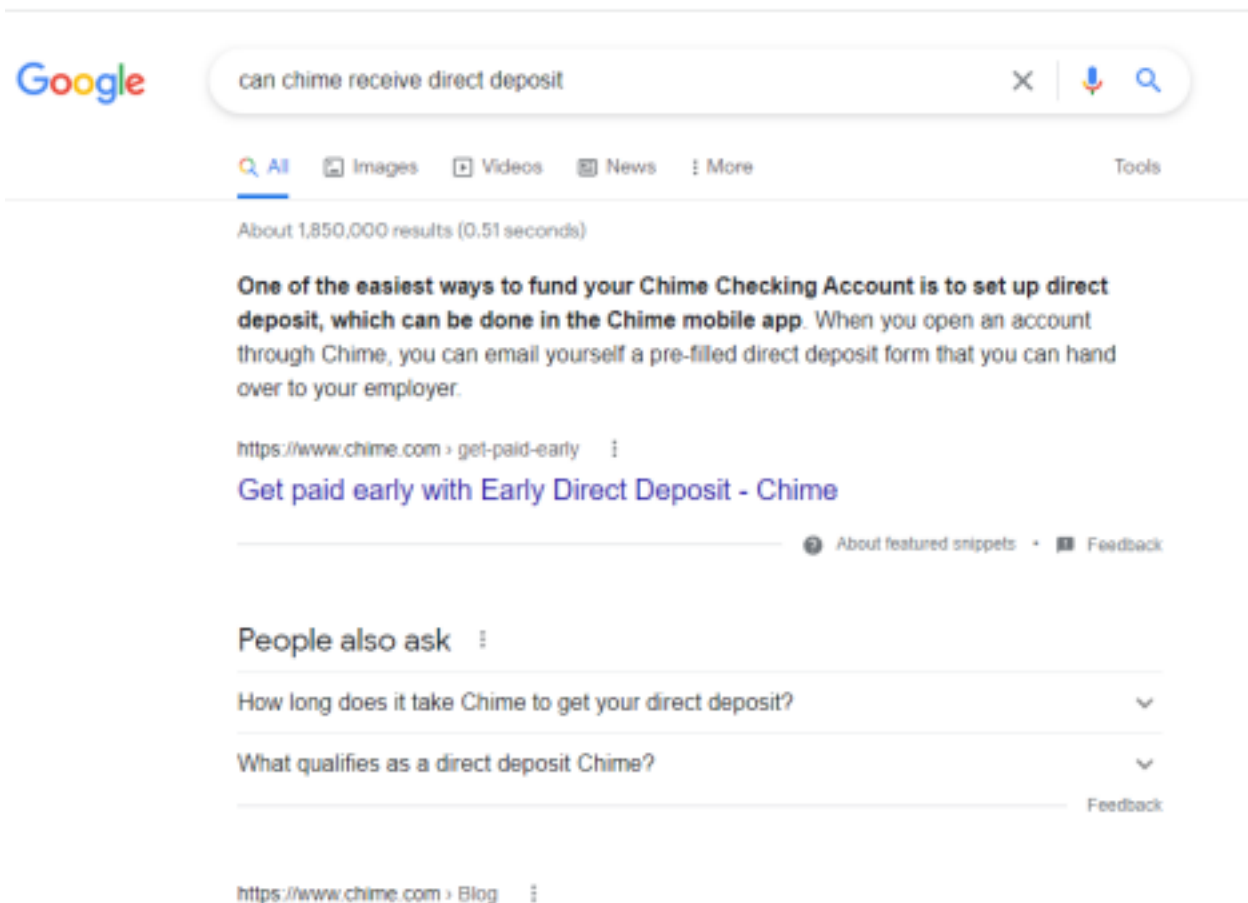 Google
can chime receive direct deposit
All Images Videos News More Tools
About 1,850,000 results (0.51 seconds)
One of the easiest ways to fund your Chime Checking Account is to set up direct
deposit, which can be done in the Chime mobile app. When you open an account
through Chime, you can email yourself a pre-filled direct deposit form that you can hand
over to your employer.
https://www.chime.com › get-paid-early
Get paid early with Early Direct Deposit - Chime
About featured snippets • Feedback
People also ask
How long does it take Chime to get your direct deposit?
What qualifies as a direct deposit Chime?
Feedback
https://www.chime.com › Blog